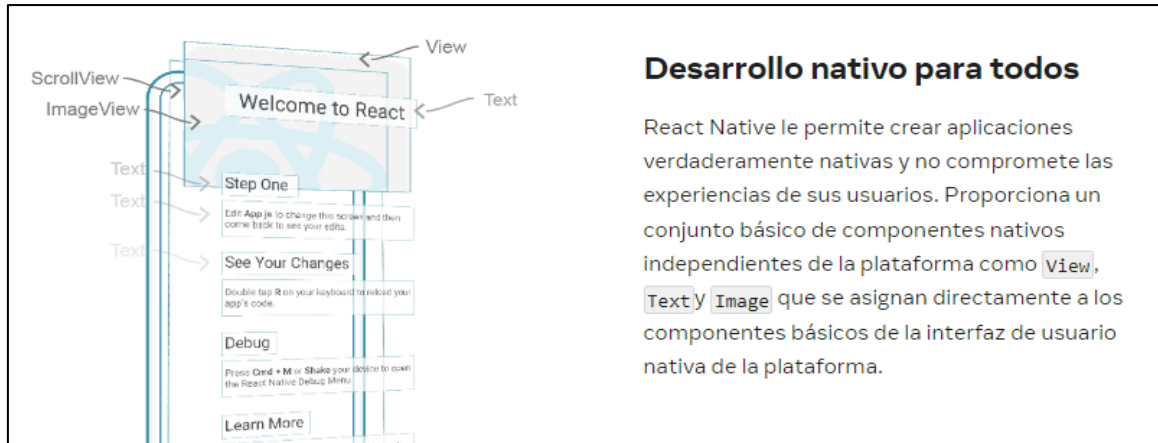 View
ScrollView
ImageView
Welcome to React
Text
Text
Step One
Text
Edit App.js to change this screen and then
come back to see your edits.
Text
See Your Changes
Double tap R on your keyboard to reload your
app's code.
Debug
Press Cmd + M or Shake your device to open
the React Native Debug Menu
Learn More
Desarrollo nativo para todos
React Native le permite crear aplicaciones
verdaderamente nativas y no compromete las
experiencias de sus usuarios. Proporciona un
conjunto básico de componentes nativos
independientes de la plataforma como View,
Text y Image que se asignan directamente a los
componentes básicos de la interfaz de usuario
nativa de la plataforma.